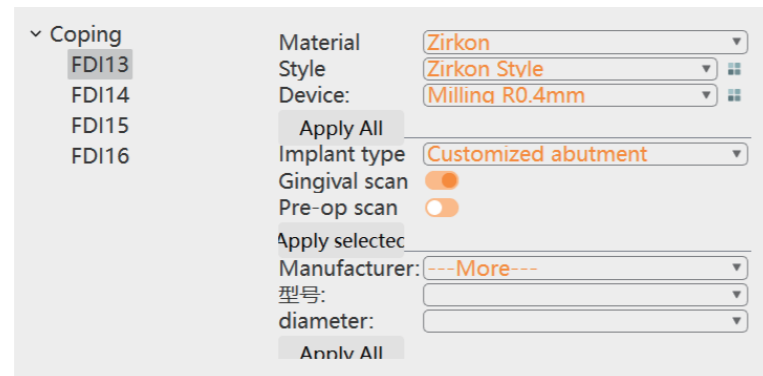 Coping
FDI13
FDI14
FDI15
FDI16
Material Zirkon
Style Zirkon Style
Device: Milling R0.4mm
Apply All
Implant type Customized abutment
Gingival scan
Pre-op scan
Apply selectec
Manufacturer: ---More---
型号:
diameter:
Apply All